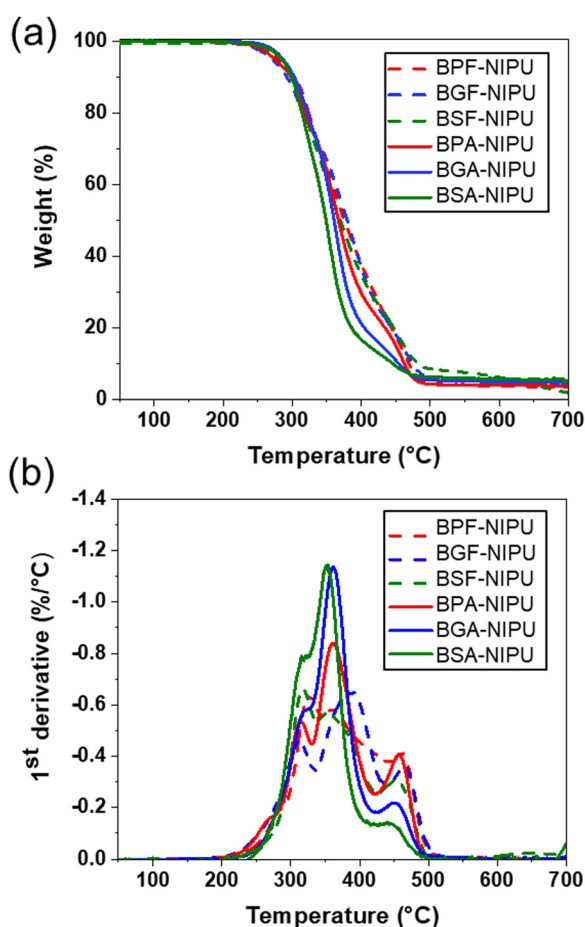 (a)
100
80
60
40
20
0
Weight (%)
BPF-NIPU
BGF-NIPU
BSF-NIPU
BPA-NIPU
BGA-NIPU
BSA-NIPU
100 200 300 400 500 600 700
Temperature (°C)
(b)
-1.4
-1.2
-1.0
-0.8
-0.6
-0.4
-0.2
0.0
1st derivative (%/°C)
BPF-NIPU
BGF-NIPU
BSF-NIPU
BPA-NIPU
BGA-NIPU
BSA-NIPU
100 200 300 400 500 600 700
Temperature (°C)